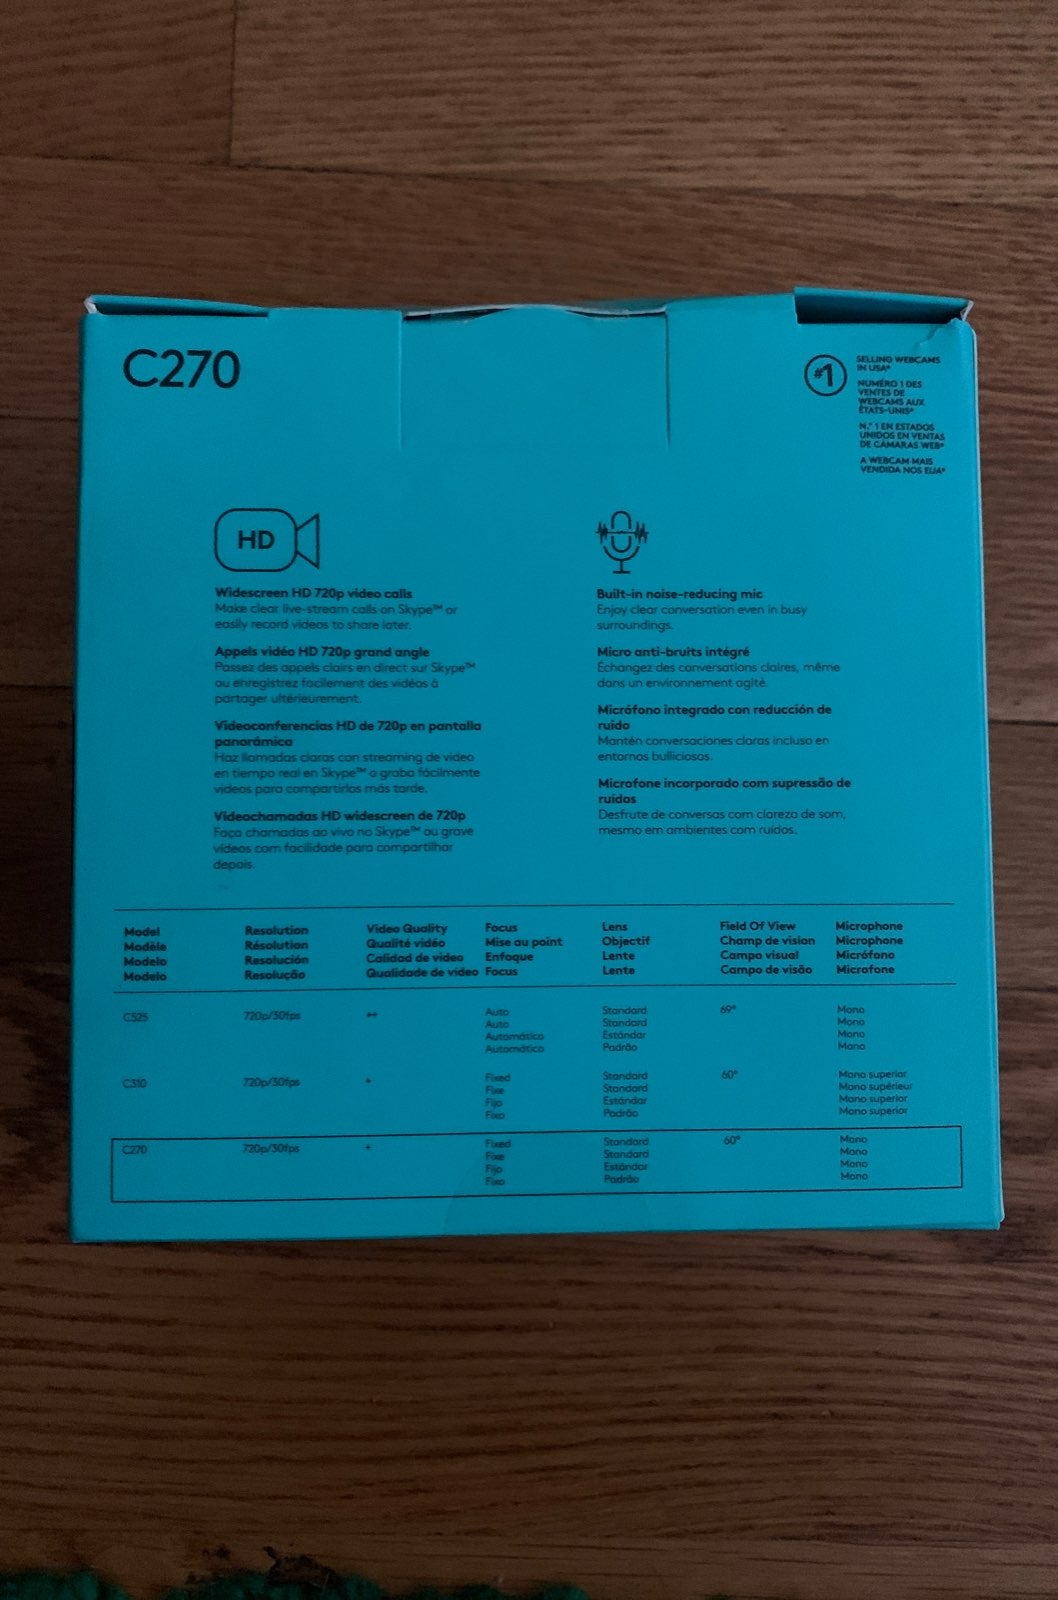 C270
#1
SELLING WEBCAMS
IN USA*
NUMÉRO 1 DES
VENTES DE
WEBCAMS AUX
ÉTATS-UNIS*
N.° 1 EN ESTADOS
UNIDOS EN VENTAS
DE CÁMARAS WEB*
A WEBCAM MAIS
VENDIDA NOS EUA*
HD
Widescreen HD 720p video calls
Make clear live-stream calls on Skype™ or
easily record videos to share later.
Appels vidéo HD 720p grand angle
Passez des appels clairs en direct sur Skype™
ou enregistrez facilement des vidéos à
partager ultérieurement.
Videoconferencias HD de 720p en pantalla
panorámica
Haz llamadas claras con streaming de video
en tiempo real en Skype™ o graba fácilmente
videos para compartirlos más tarde.
Videochamadas HD widescreen de 720p
Faça chamadas ao vivo no Skype™ ou grave
vídeos com facilidade para compartilhar
depois.
Built-in noise-reducing mic
Enjoy clear conversation even in busy
surroundings.
Micro anti-bruits intégré
Échangez des conversations claires, même
dans un environnement agité.
Micrófono integrado con reducción de
ruido
Mantén conversaciones claras incluso en
entornos bulliciosos.
Microfone incorporado com supressão de
ruídos
Desfrute de conversas com clareza de som,
mesmo em ambientes com ruídos.
Model Resolution Video Quality Focus Lens Field Of View Microphone
Modèle Résolution Qualité vidéo Mise au point Objectif Champ de vision Microphone
Modelo Resolución Calidad de video Enfoque Lente Campo visual Micrófono
Modelo Resolução Qualidade de vídeo Focus Lente Campo de visão Microfone
C525 720p/30fps ++ Auto Standard 69° Mono
Auto Standard Mono
Automático Estándar Mono
Automático Padrão Mono
C310 720p/30fps + Fixed Standard 60° Mono superior
Fixe Standard Mono supérieur
Fijo Estándar Mono superior
Fixo Padrão Mono superior
C270 720p/30fps + Fixed Standard 60° Mono
Fixe Standard Mono
Fijo Estándar Mono
Fixo Padrão Mono